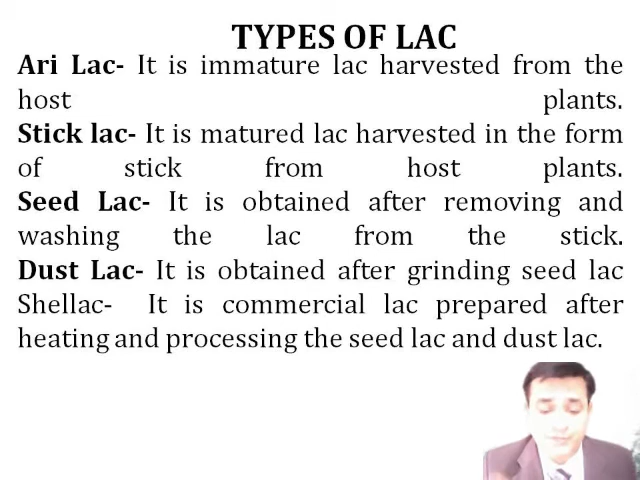 TYPES OF LAC
Ari Lac- It is immature lac harvested from the
host plants.
Stick lac- It is matured lac harvested in the form
of stick from host plants.
Seed Lac- It is obtained after removing and
washing the lac from the stick.
Dust Lac- It is obtained after grinding seed lac
Shellac- It is commercial lac prepared after
heating and processing the seed lac and dust lac.